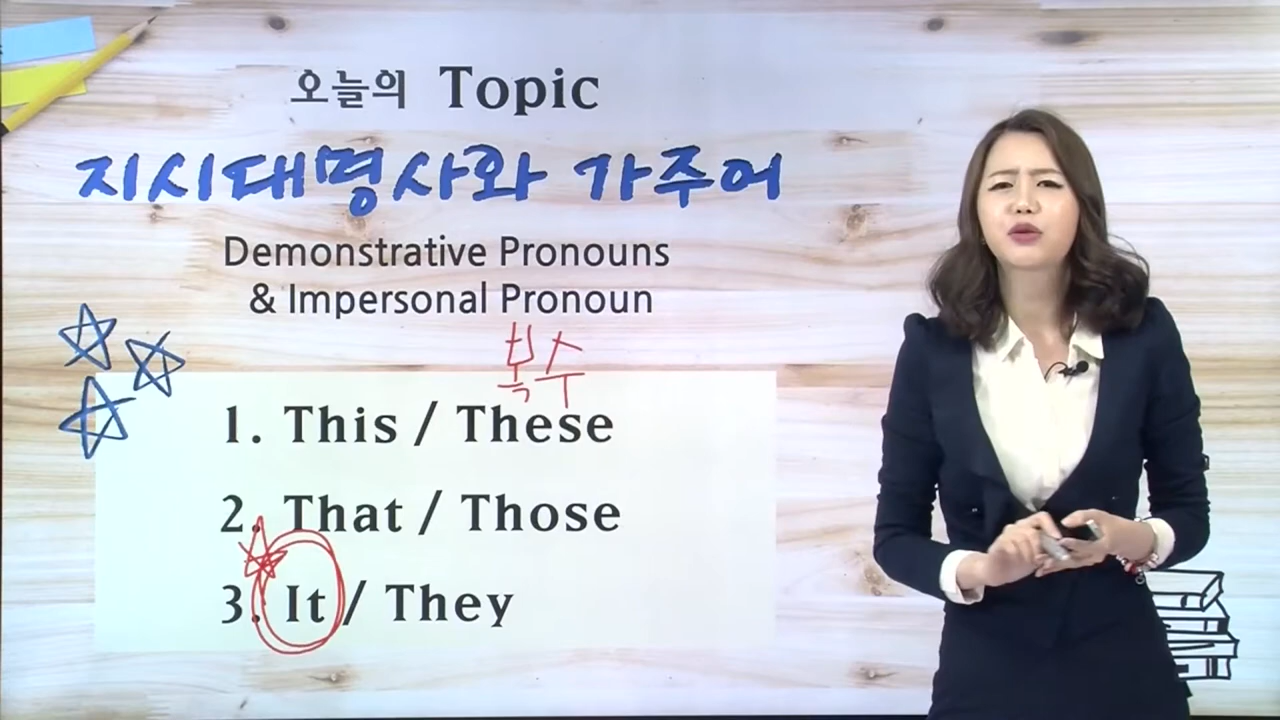 오늘의 Topic
지시대명사와 가주어
Demonstrative Pronouns
& Impersonal Pronoun
복수
1. This / These
2. That / Those
3. It / They